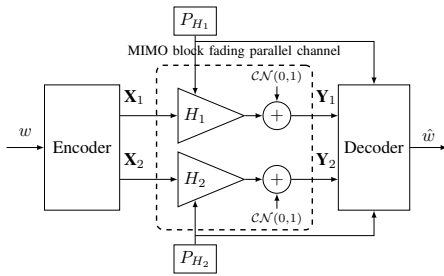 P_{H_1}
MIMO block fading parallel channel
𝒞𝒩(0,1)
X_1
Y_1
H_1
+
w
Encoder
Decoder
ŵ
X_2
Y_2
H_2
+
𝒞𝒩(0,1)
P_{H_2}